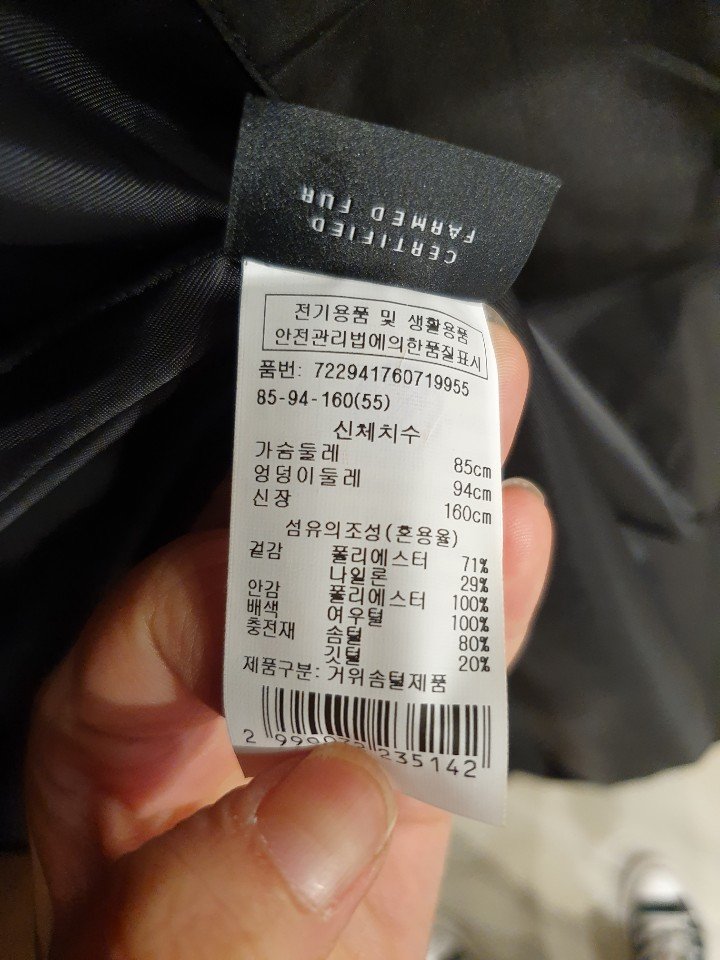 CERTIFIED
FARMED FUR
전기용품 및 생활용품
안전관리법에의한품질표시
품번: 722941760719955
85-94-160(55)
신체치수
가슴둘레 85cm
엉덩이둘레 94cm
신장 160cm
섬유의조성(혼용율)
겉감 폴리에스터 71%
나일론 29%
안감 폴리에스터 100%
배색 여우털 100%
충전재 솜털 80%
깃털 20%
제품구분: 거위솜털제품
2 235142